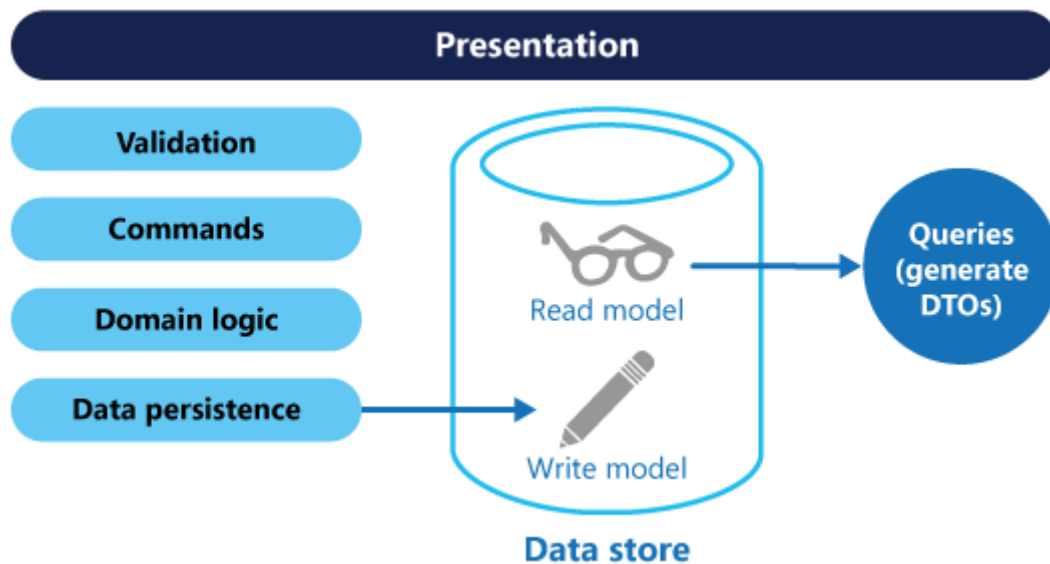 Presentation
Validation
Commands
Domain logic
Data persistence
Read model
Write model
Data store
Queries
(generate
DTOs)